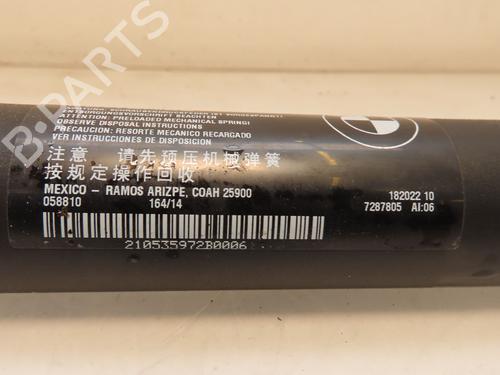 B-PARTS
ENTSORGUNGSVORSCHRIFT BEACHTEN
ATTENTION: PRELOADED MECHANICAL SPRING!
OBSERVE DISPOSAL INSTRUCTIONS
PRECAUCION: RESORTE MECANICO RECARGADO
VER INSTRUCCIONES DE DISPOSICION
注意 请先预压机械弹簧
按规定操作回收
MEXICO - RAMOS ARIZPE, COAH 25900
058810 164/14
182022 10
7287805 AI:06
210535972B0006